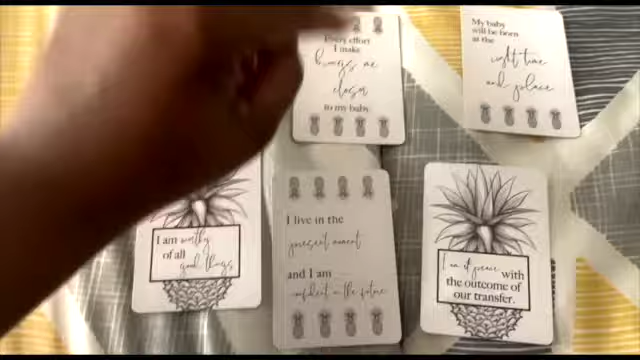 Every effort
I make
brings me
closer
to my baby
My baby
will be born
at the
right time
and place
I am worthy
of all
good things
I live in the
present moment
and I am
confident in the future
I am at peace with
the outcome of
our transfer.